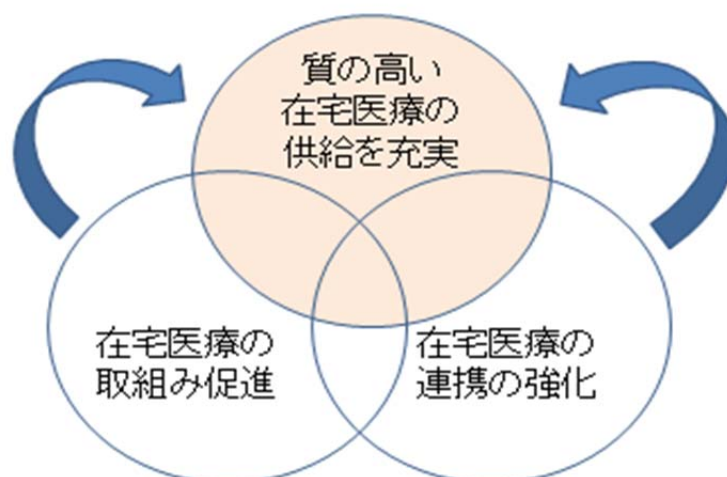 質の高い
在宅医療の
供給を充実
在宅医療の
取組み促進
在宅医療の
連携の強化